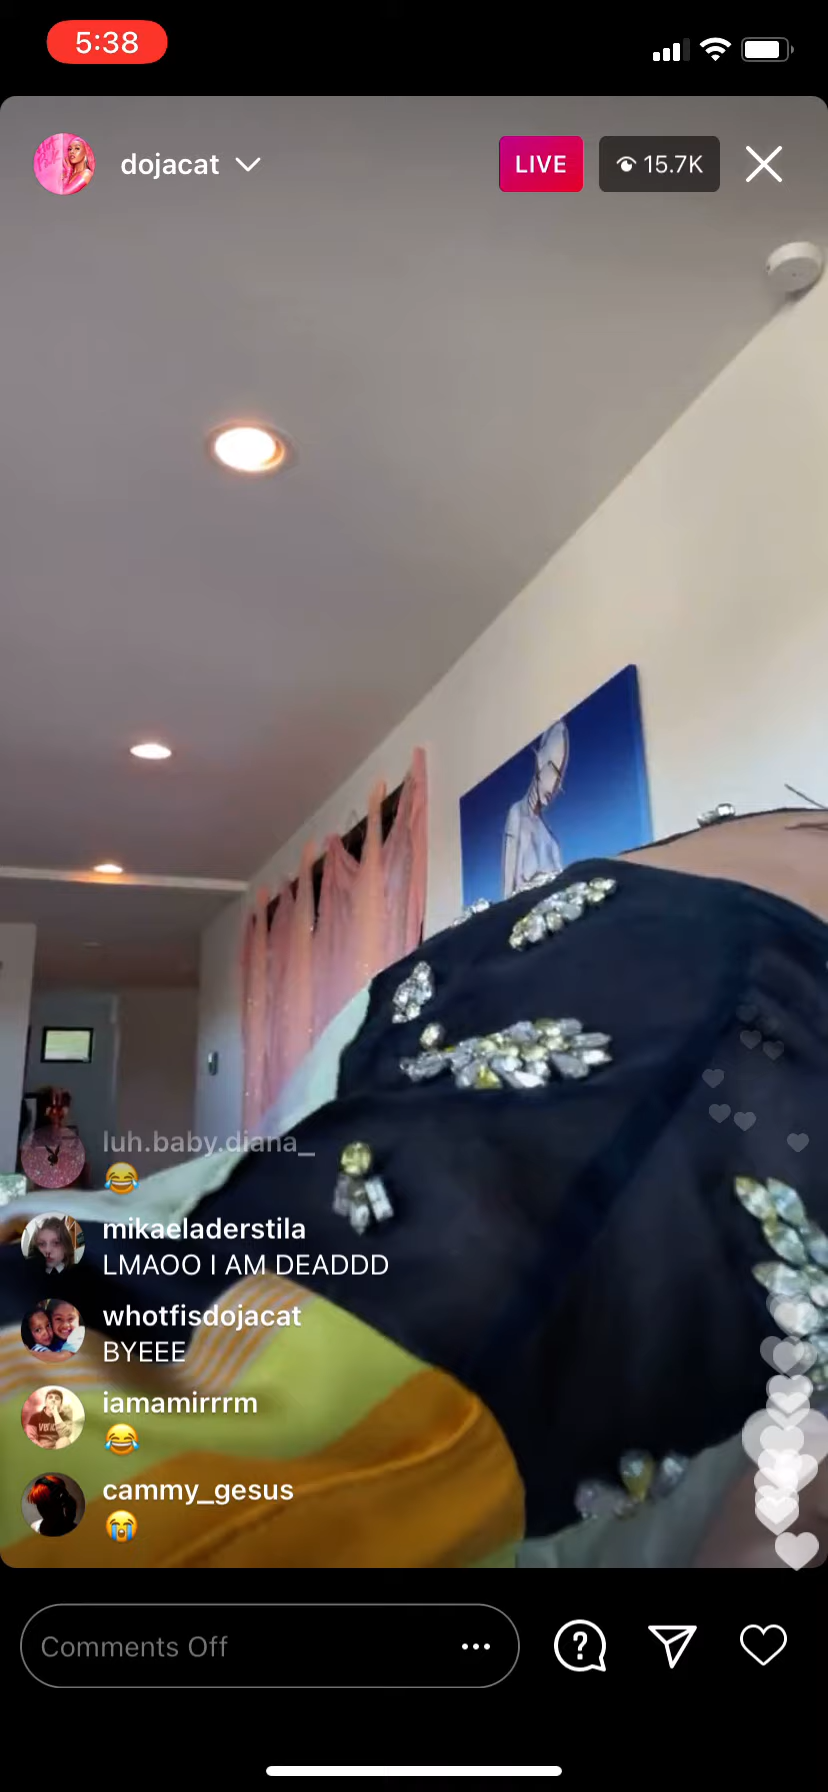 5:38
dojacat
LIVE
15.7K
luh.baby.diana_
😂
mikaeladerstila
LMAOO I AM DEADDD
whotfisdojacat
BYEEE
iamamirrrm
😂
cammy_gesus
😭
Comments Off